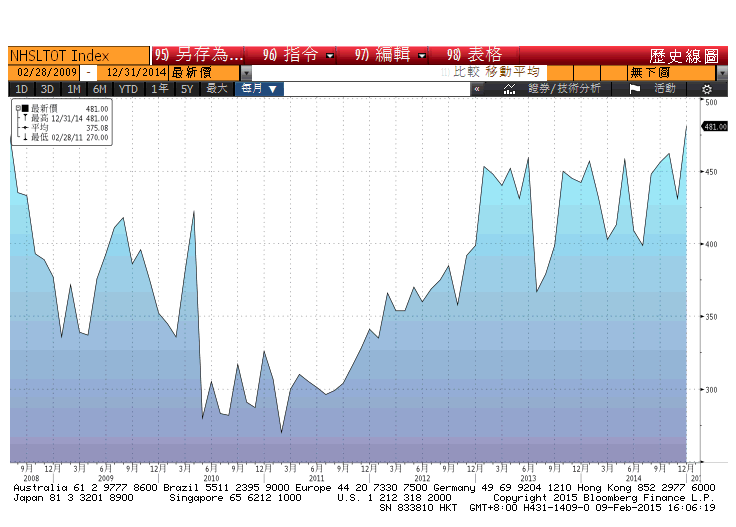 NHSLTOT Index 95) 另存為... 96) 指令 97) 編輯 98) 表格 歷史線圖
02/28/2009 - 12/31/2014 最新價 比較 移動平均 無下圖
1D 3D 1M 6M YTD 1年 5Y 最大 每月 ▼ « 證券/技術分析 活動
最新價 481.00
最高 12/31/14 481.00
平均 375.08
最低 02/28/11 270.00
500
481.00
450
400
350
300
9月 12月 3月 6月 9月 12月 3月 6月 9月 12月 3月 6月 9月 12月 3月 6月 9月 12月 3月 6月 9月 12月 3月 6月 9月 12月
2008 2009 2010 2011 2012 2013 2014 20
Australia 61 2 9777 8600 Brazil 5511 2395 9000 Europe 44 20 7330 7500 Germany 49 69 9204 1210 Hong Kong 852 2977 6000
Japan 81 3 3201 8900 Singapore 65 6212 1000 U.S. 1 212 318 2000 Copyright 2015 Bloomberg Finance L.P.
SN 833810 HKT GMT+8:00 H431-1409-0 09-Feb-2015 16:06:19